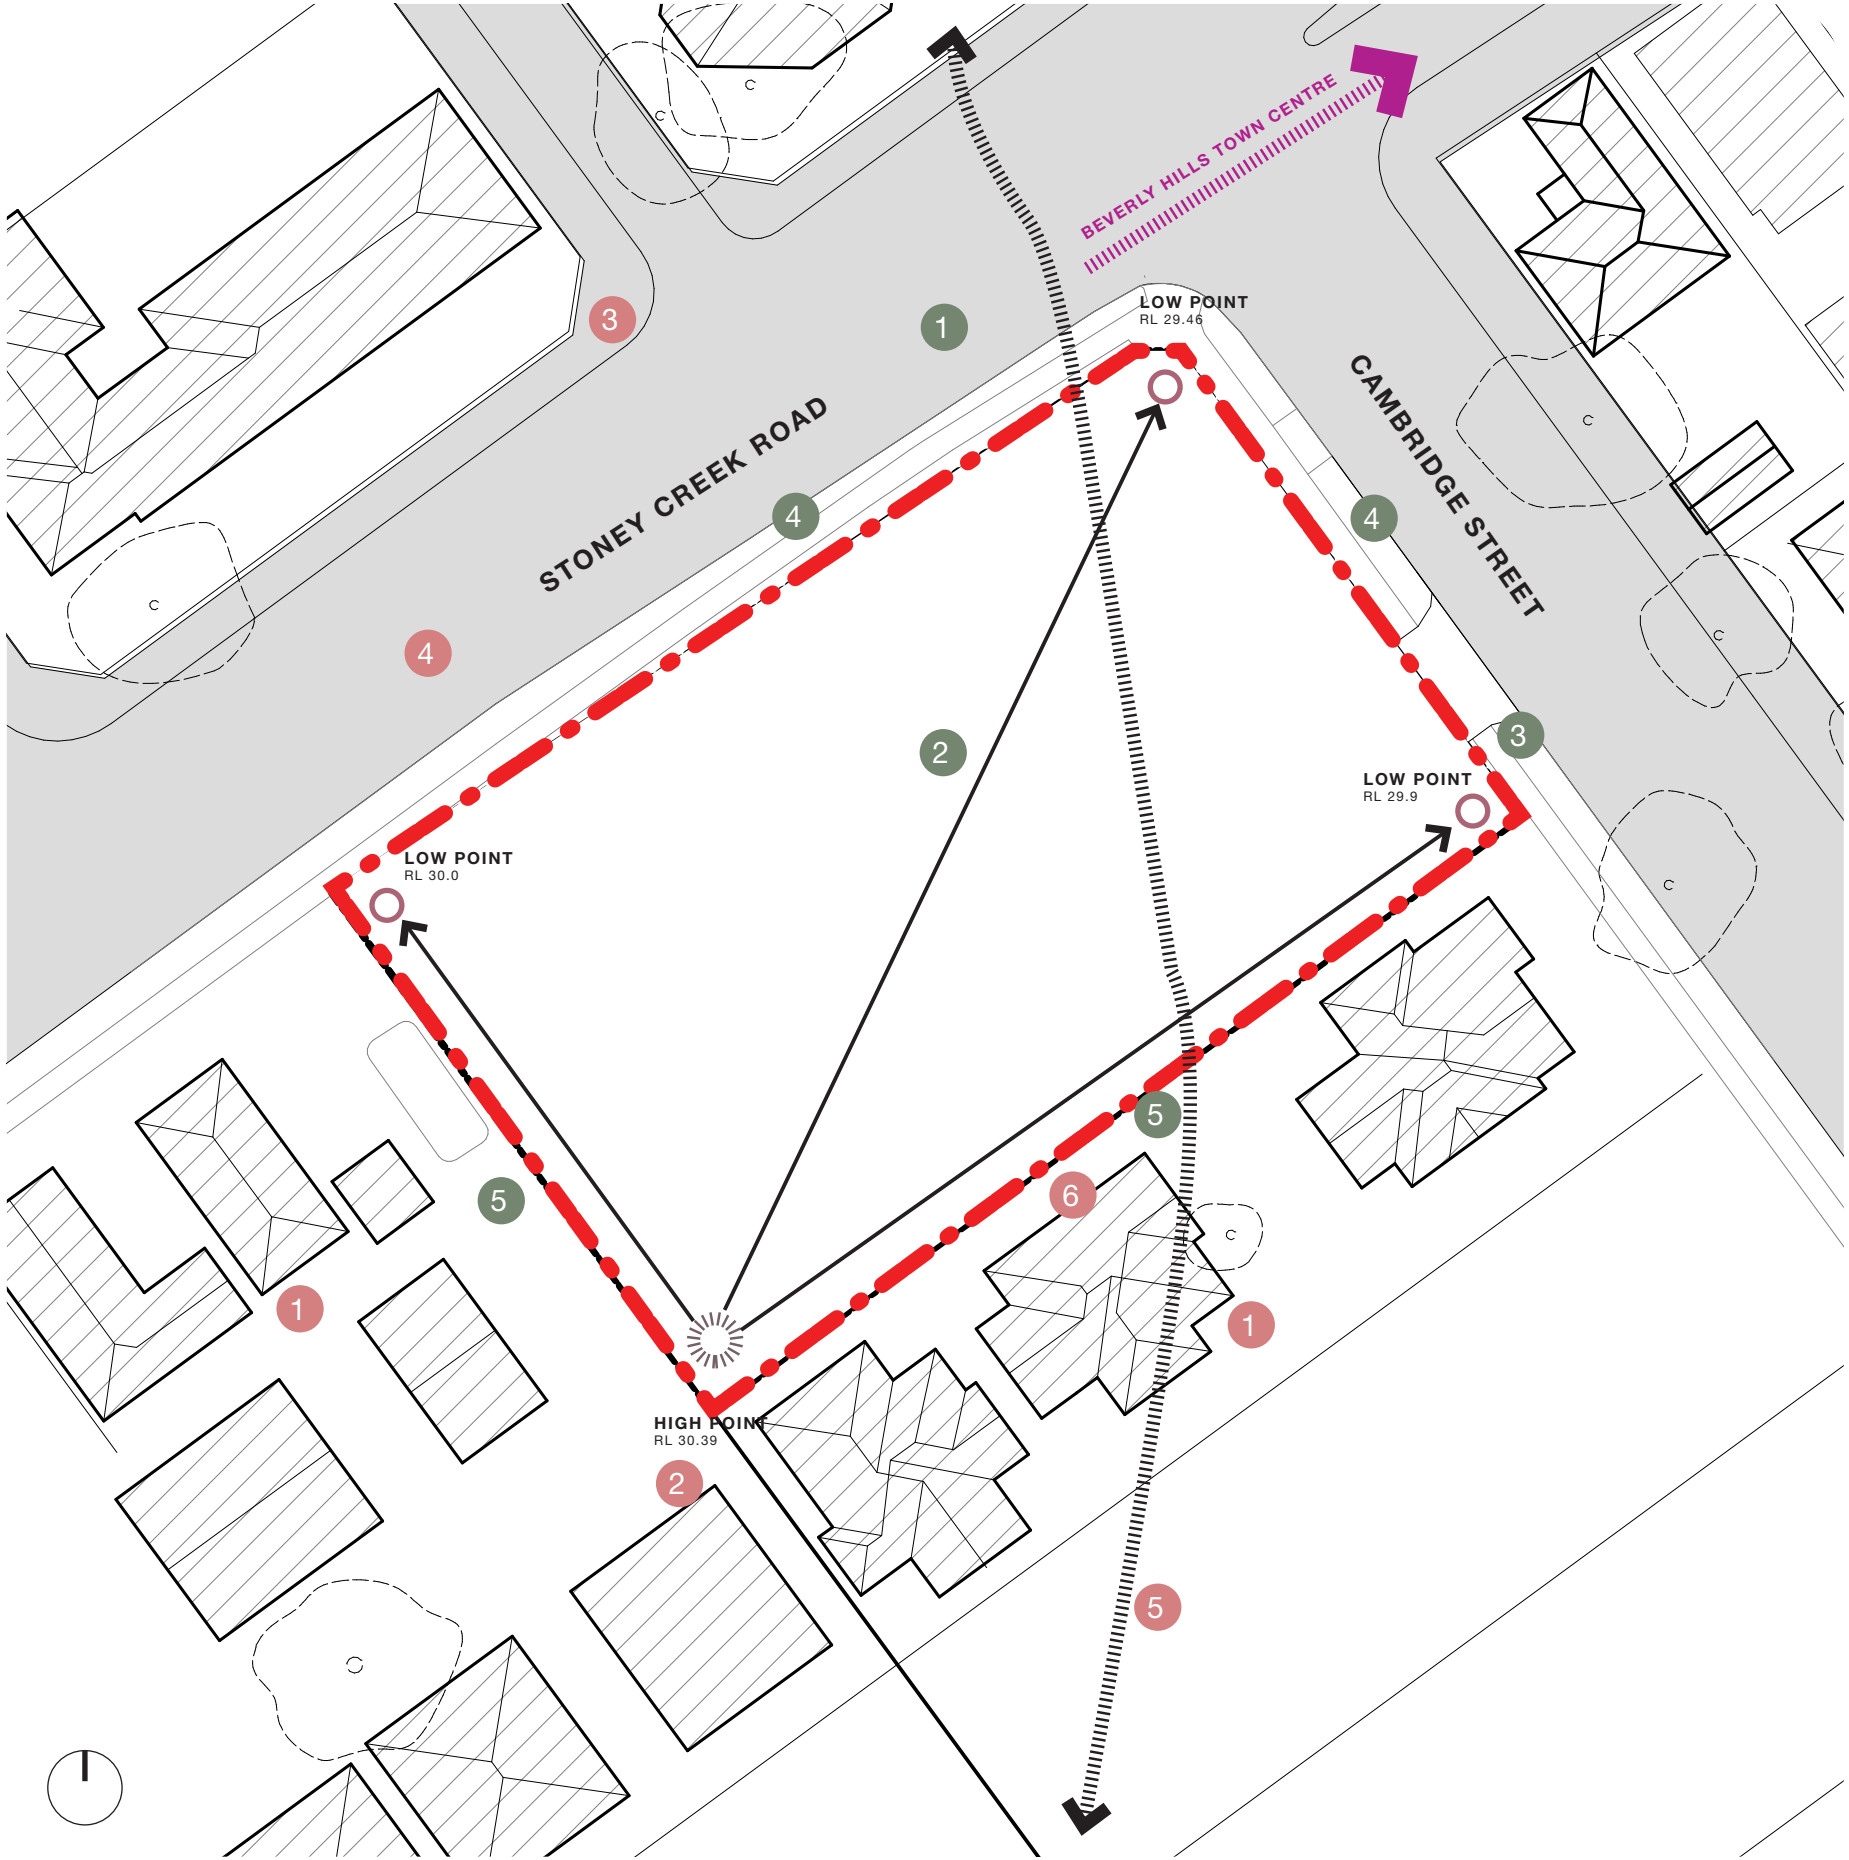 BEVERLY HILLS TOWN CENTRE
LOW POINT
RL 29.46
3
1
CAMBRIDGE STREET
STONEY CREEK ROAD
4
4
4
2
3
LOW POINT
RL 29.9
LOW POINT
RL 30.0
5
6
5
1
1
HIGH POINT
RL 30.39
2
5